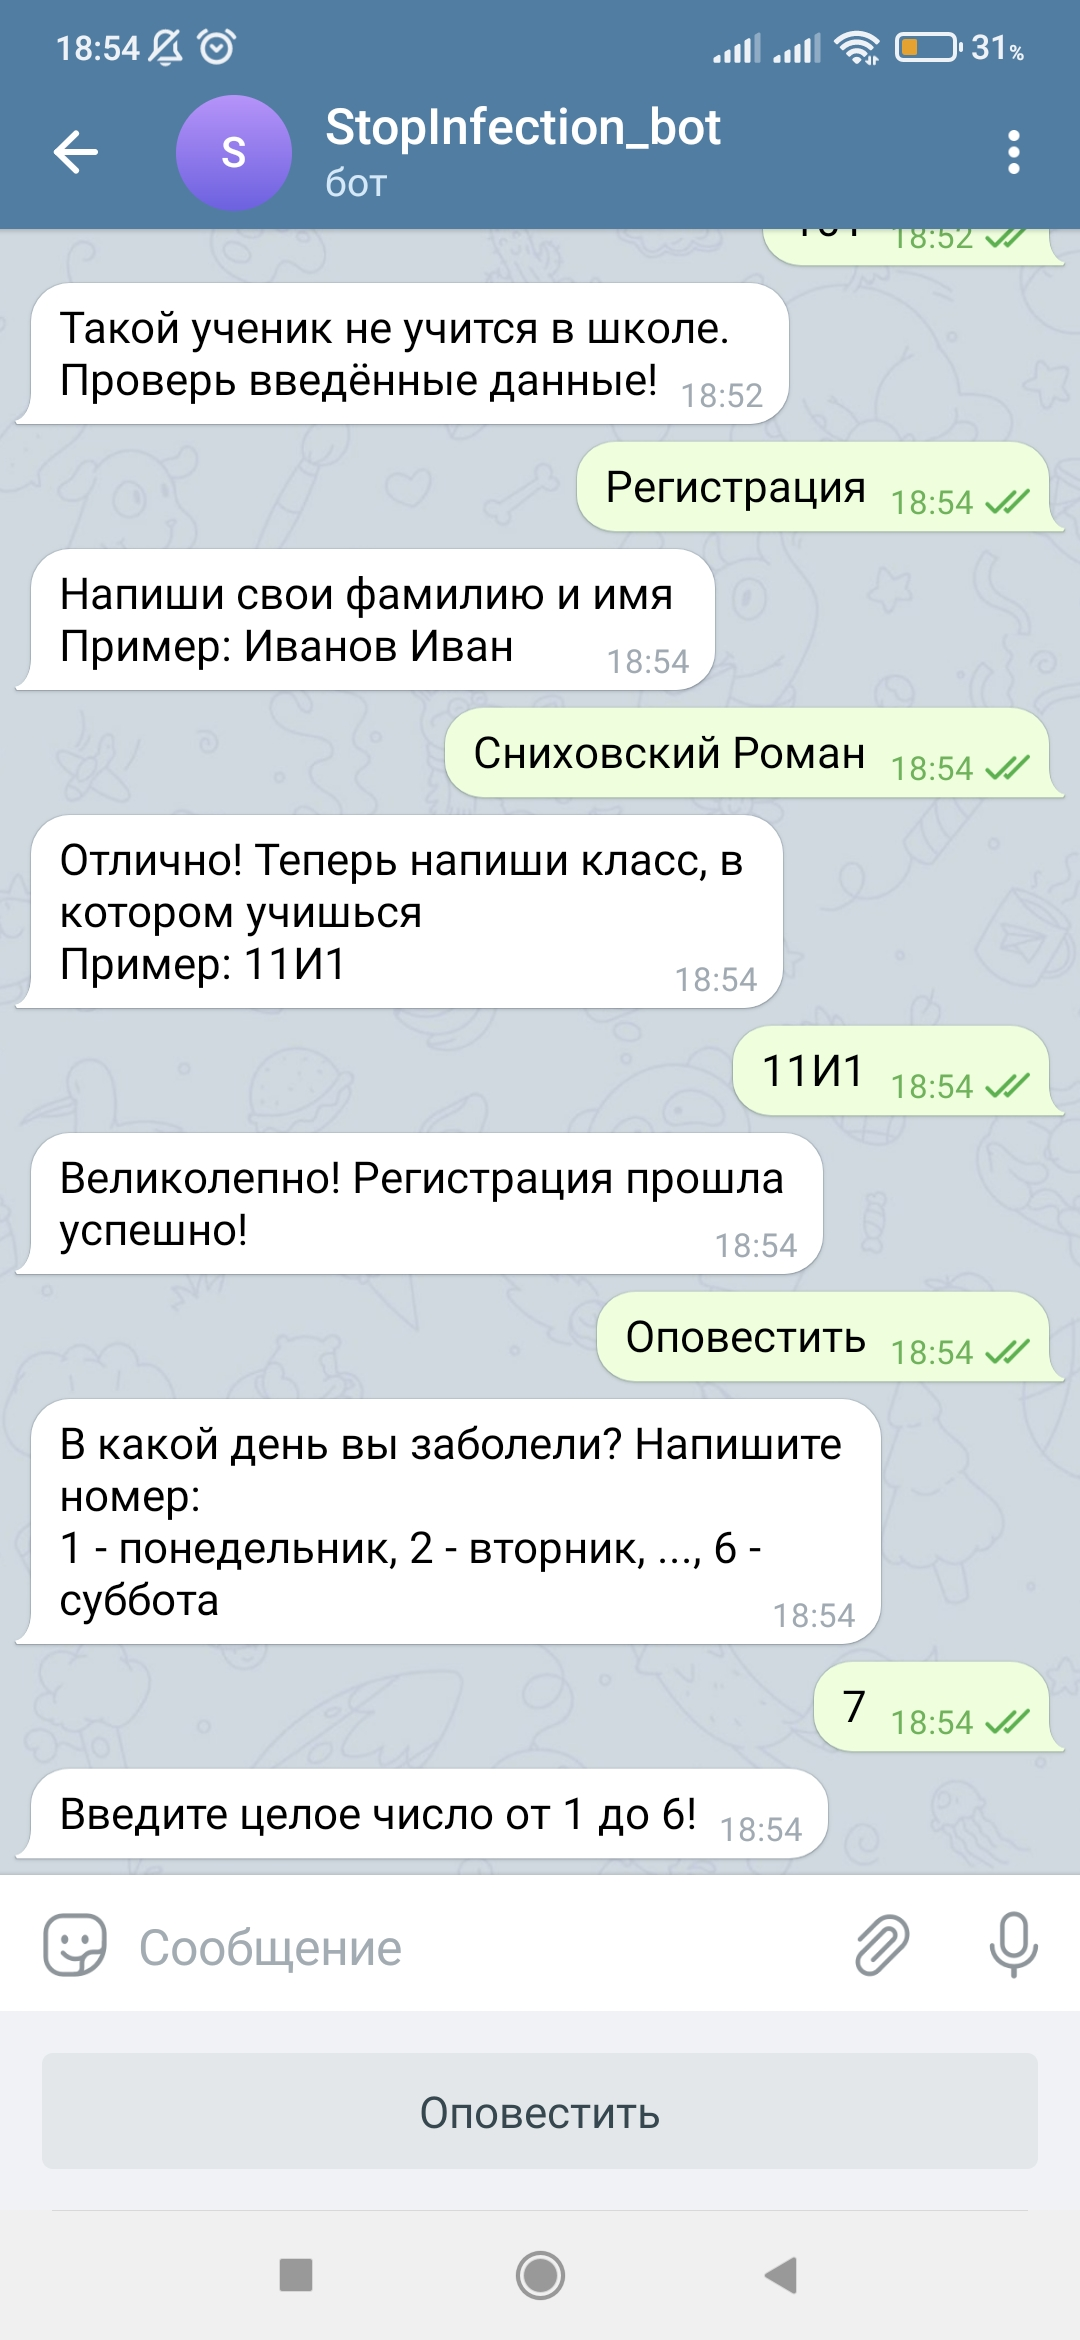 18:54
31%
StopInfection_bot
S
бот
18:52
Такой ученик не учится в школе.
Проверь введённые данные!
18:52
Регистрация
18:54
Напиши свои фамилию и имя
Пример: Иванов Иван
18:54
Сниховский Роман
18:54
Отлично! Теперь напиши класс, в
котором учишься
Пример: 11И1
18:54
11И1
18:54
Великолепно! Регистрация прошла
успешно!
18:54
Оповестить
18:54
В какой день вы заболели? Напишите
номер:
1 - понедельник, 2 - вторник, ..., 6 -
суббота
18:54
7
18:54
Введите целое число от 1 до 6!
18:54
Сообщение
Оповестить